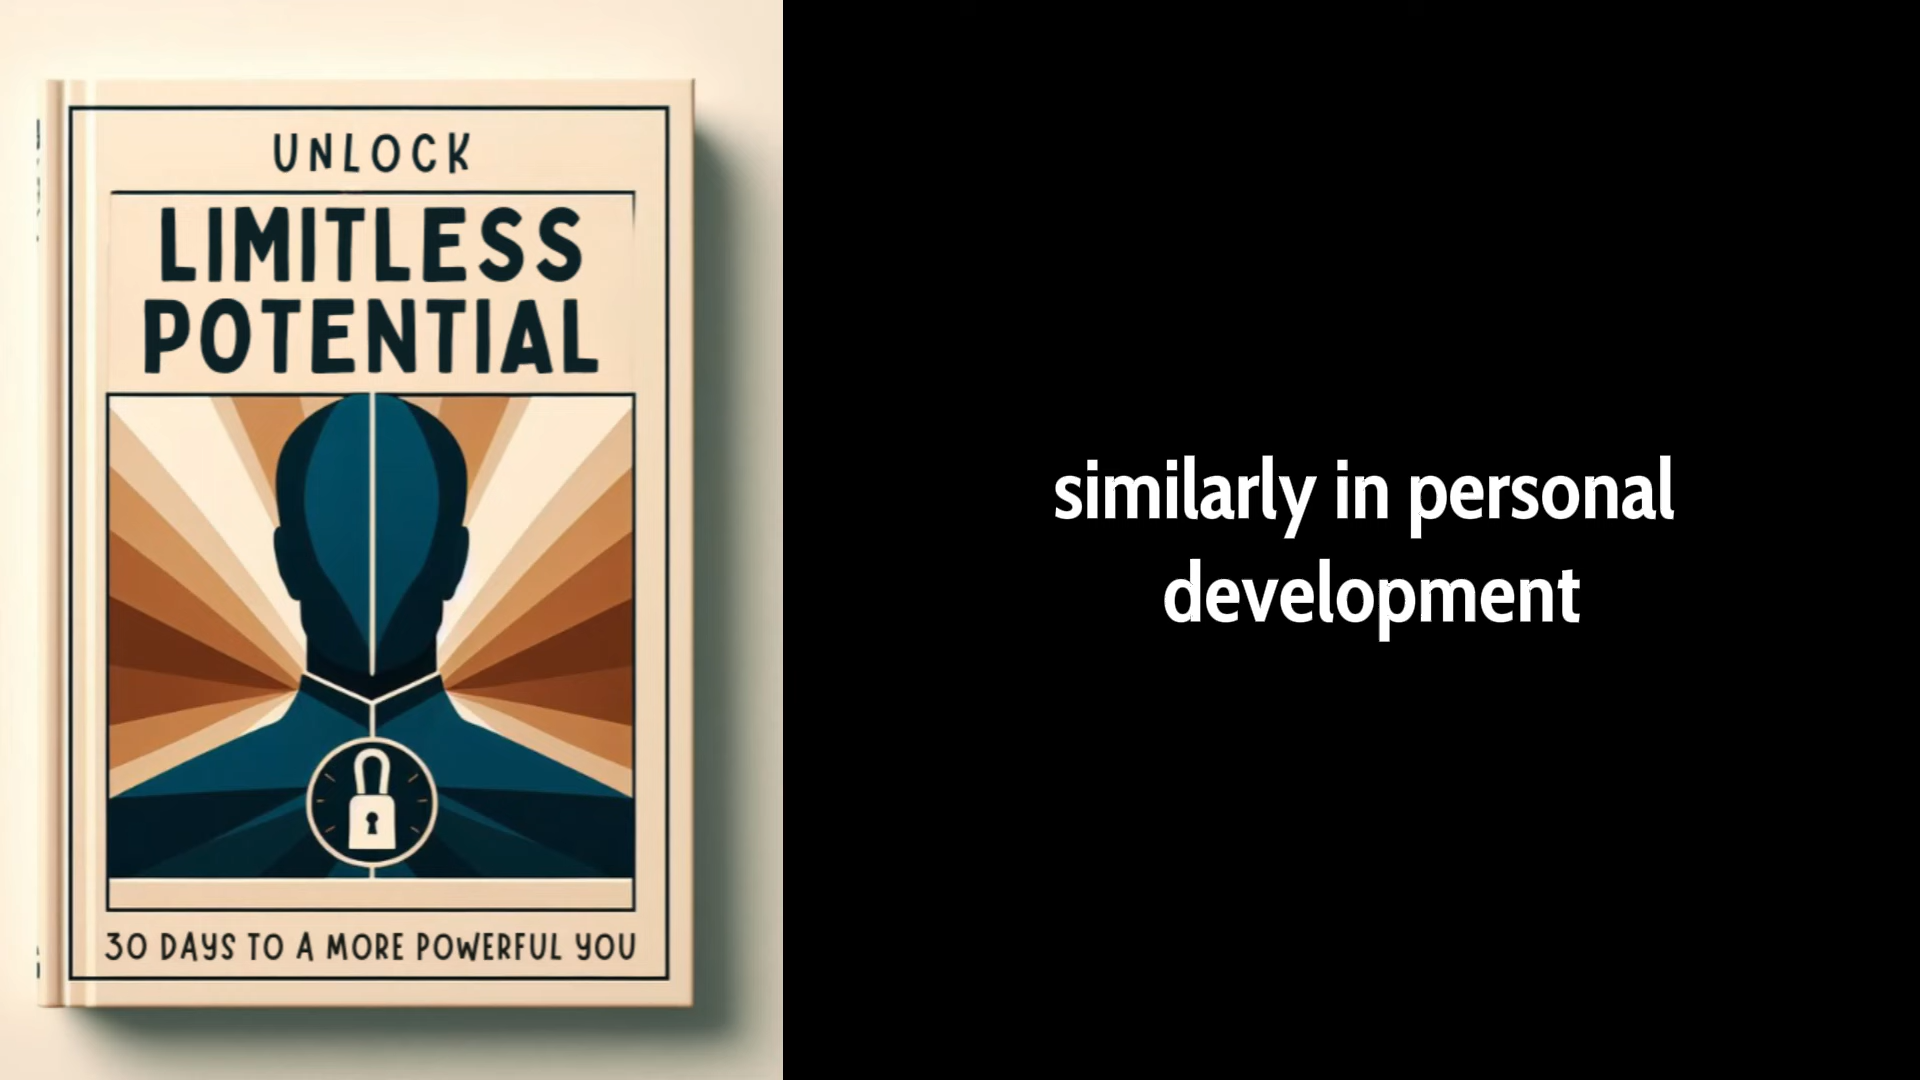 UNLOCK
LIMITLESS
POTENTIAL
30 DAYS TO A MORE POWERFUL YOU
similarly in personal
development